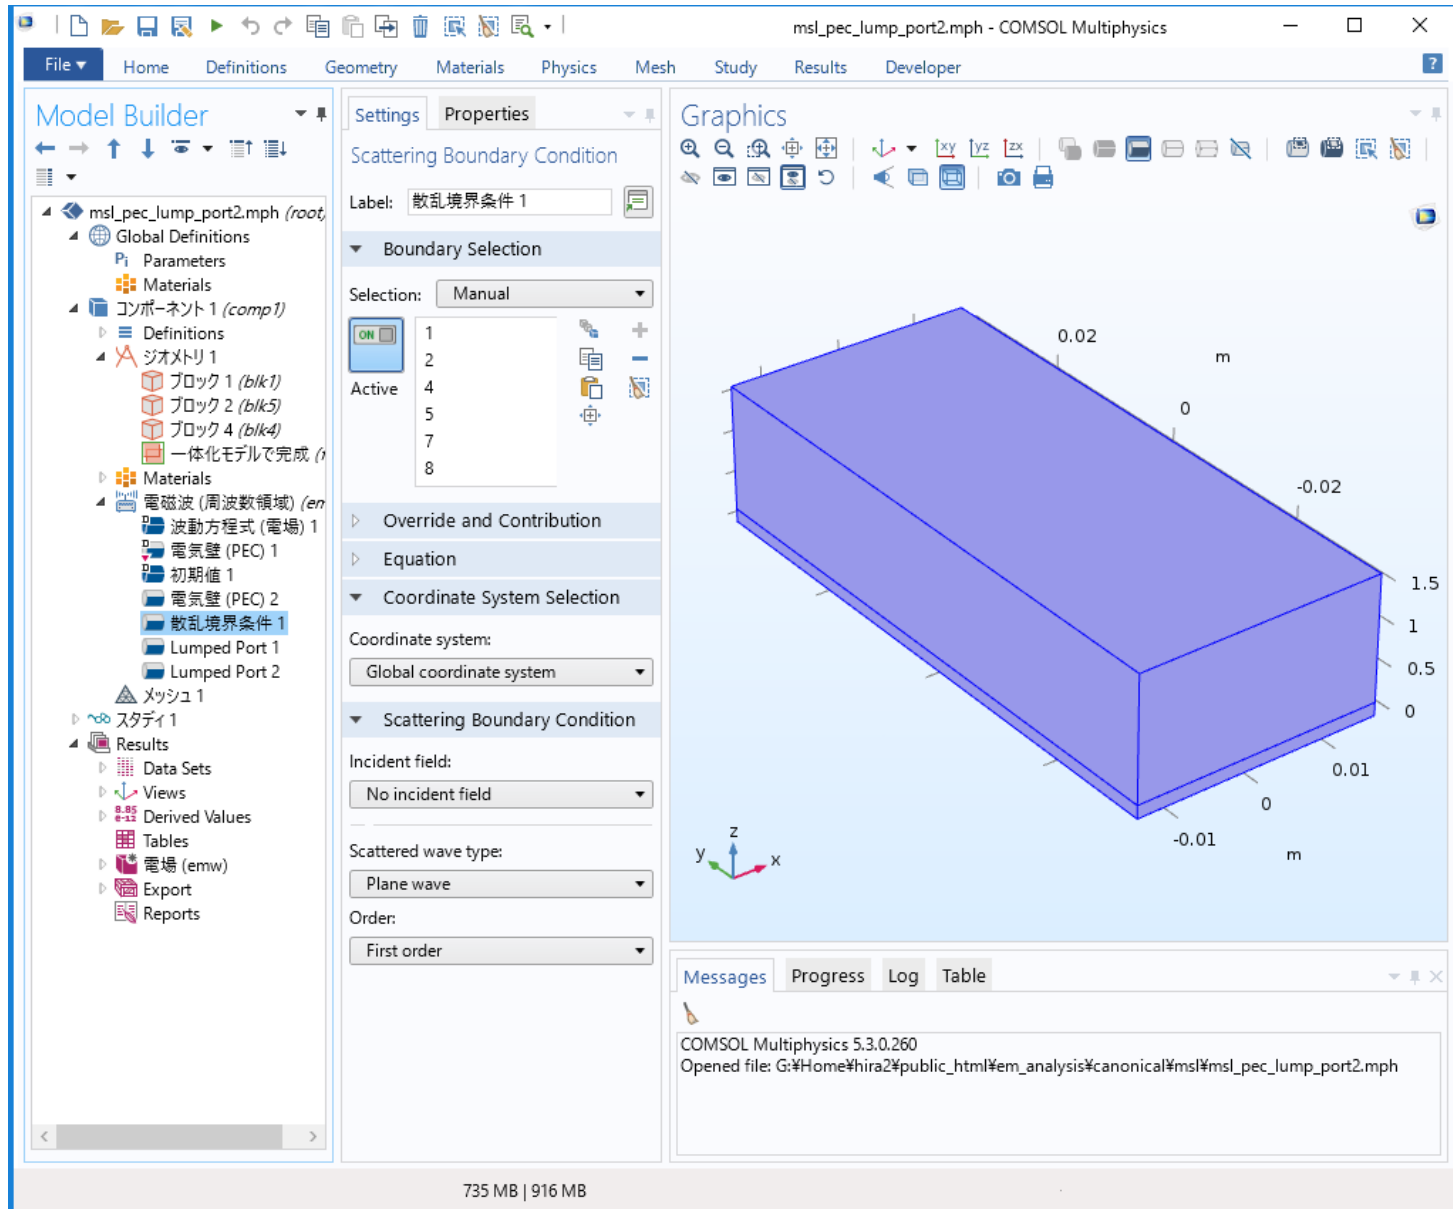 msl_pec_lump_port2.mph - COMSOL Multiphysics
File
Home
Definitions
Geometry
Materials
Physics
Mesh
Study
Results
Developer
?
Model Builder
msl_pec_lump_port2.mph (root)
Global Definitions
Pi Parameters
Materials
コンポーネント 1 (comp1)
Definitions
ジオメトリ 1
ブロック 1 (blk1)
ブロック 2 (blk5)
ブロック 4 (blk4)
一体化モデルで完成
Materials
電磁波 (周波数領域)
波動方程式 (電場) 1
電気壁 (PEC) 1
初期値 1
電気壁 (PEC) 2
散乱境界条件 1
Lumped Port 1
Lumped Port 2
メッシュ 1
スタディ 1
Results
Data Sets
Views
8.85
e-12
Derived Values
Tables
電場 (emw)
Export
Reports
Settings
Properties
Scattering Boundary Condition
Label: 散乱境界条件 1
Boundary Selection
Selection: Manual
ON
Active
1
2
4
5
7
8
Override and Contribution
Equation
Coordinate System Selection
Coordinate system:
Global coordinate system
Scattering Boundary Condition
Incident field:
No incident field
Scattered wave type:
Plane wave
Order:
First order
Graphics
xy
yz
zx
0.02
m
0
-0.02
1.5
1
0.5
0
0.01
0
-0.01
m
z
y
x
Messages
Progress
Log
Table
COMSOL Multiphysics 5.3.0.260
Opened file: G:¥Home¥hira2¥public_html¥em_analysis¥canonical¥msl¥msl_pec_lump_port2.mph
735 MB | 916 MB